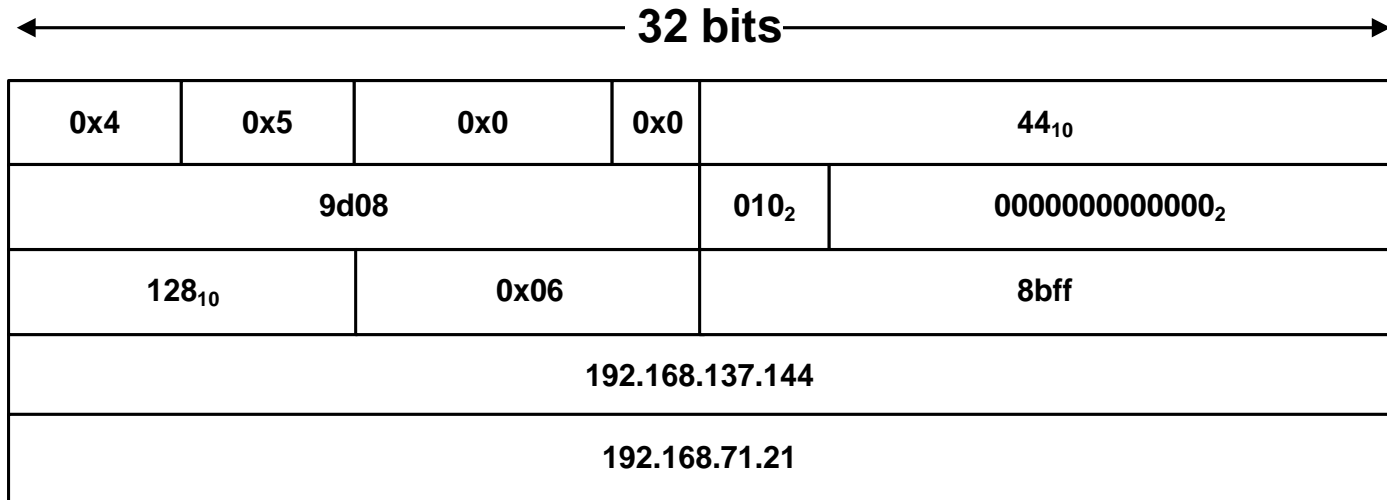 32 bits
0x4 0x5 0x0 0x0 44₁₀
9d08 010₂ 0000000000000₂
128₁₀ 0x06 8bff
192.168.137.144
192.168.71.21